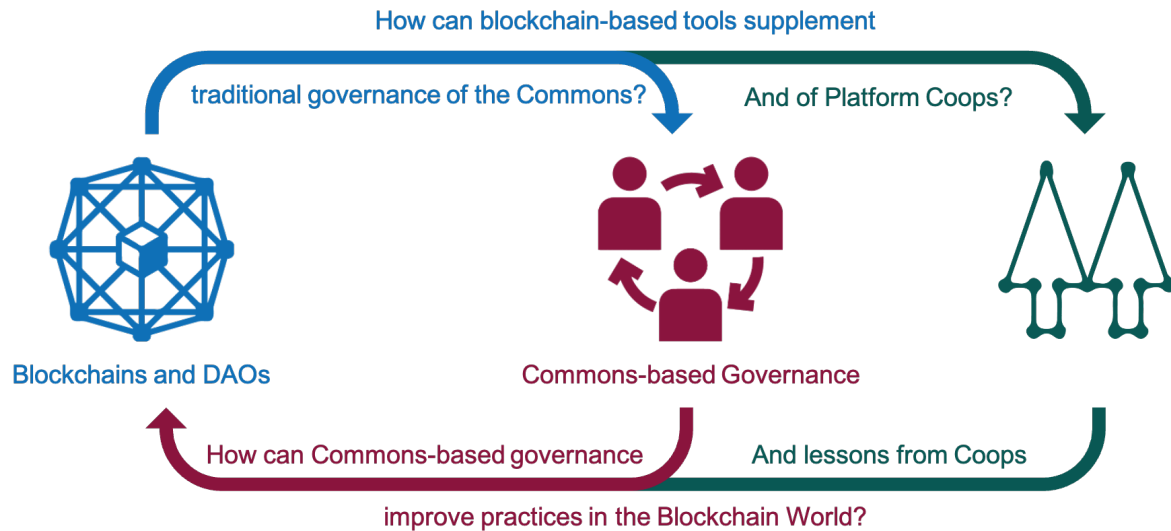 How can blockchain-based tools supplement
traditional governance of the Commons?
And of Platform Coops?
Blockchains and DAOs
Commons-based Governance
How can Commons-based governance
And lessons from Coops
improve practices in the Blockchain World?